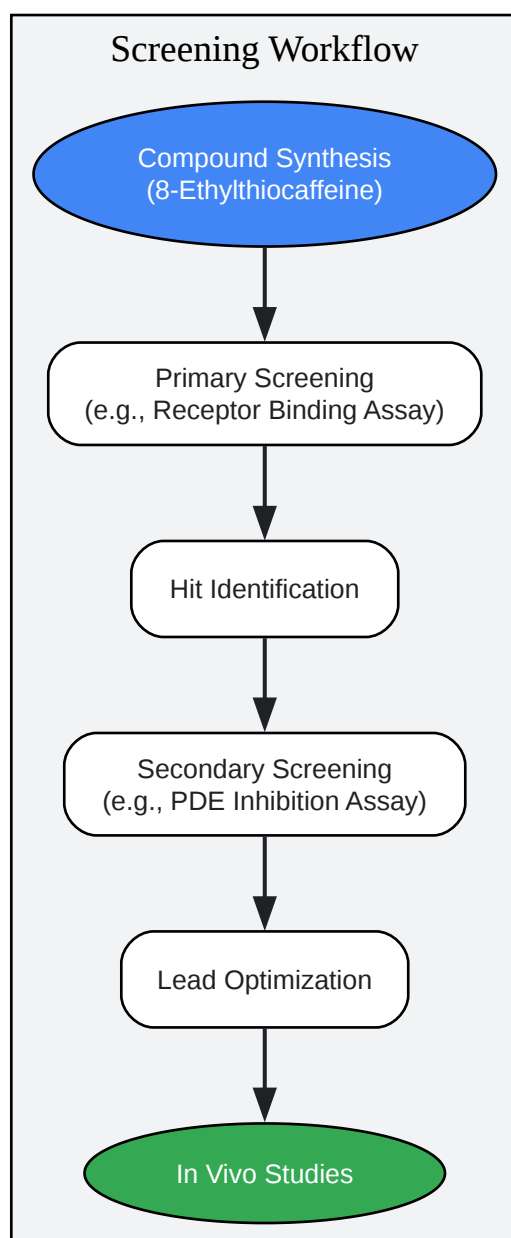 Screening Workflow
Compound Synthesis
(8-Ethylthiocaffeine)
Primary Screening
(e.g., Receptor Binding Assay)
Hit Identification
Secondary Screening
(e.g., PDE Inhibition Assay)
Lead Optimization
In Vivo Studies